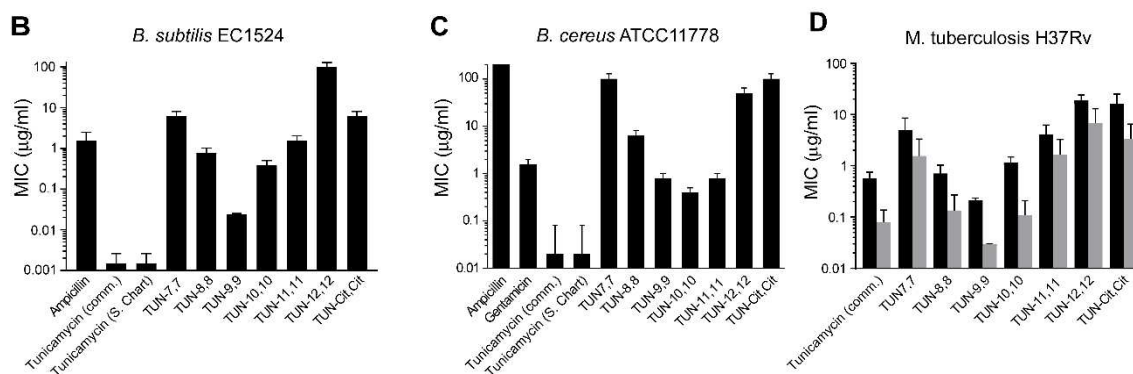 B
B. subtilis EC1524
MIC (µg/ml)
100
10
1
0.1
0.01
0.001
Ampicillin
Tunicamycin (comm.)
Tunicamycin (S. Chart)
TUN7,7
TUN-8,8
TUN-9,9
TUN-10,10
TUN-11,11
TUN-12,12
TUN-Cit,Cit
C
B. cereus ATCC11778
MIC (µg/ml)
100
10
1
0.1
0.01
Ampicillin
Gentamicin
Tunicamycin (comm.)
Tunicamycin (S. Chart)
TUN7,7
TUN-8,8
TUN-9,9
TUN-10,10
TUN-11,11
TUN-12,12
TUN-Cit,Cit
D
M. tuberculosis H37Rv
MIC (µg/ml)
100
10
1
0.1
0.01
Tunicamycin (comm.)
TUN7,7
TUN-8,8
TUN-9,9
TUN-10,10
TUN-11,11
TUN-12,12
TUN-Cit,Cit